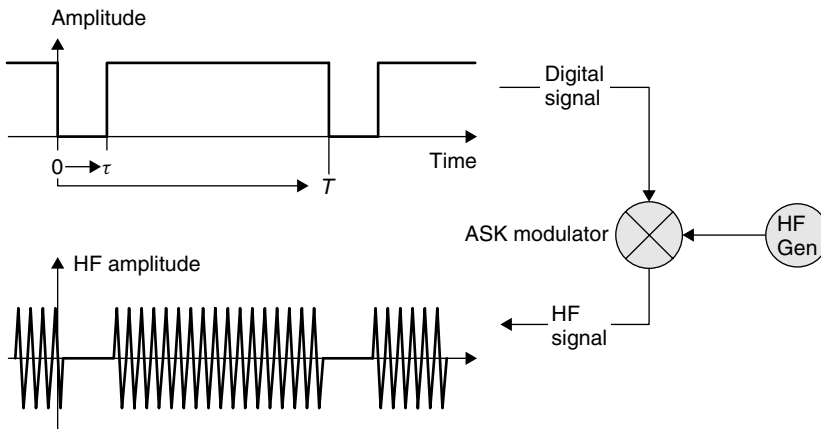 Amplitude
Digital
signal
0
τ
T
Time
ASK modulator
HF
Gen
HF amplitude
HF
signal